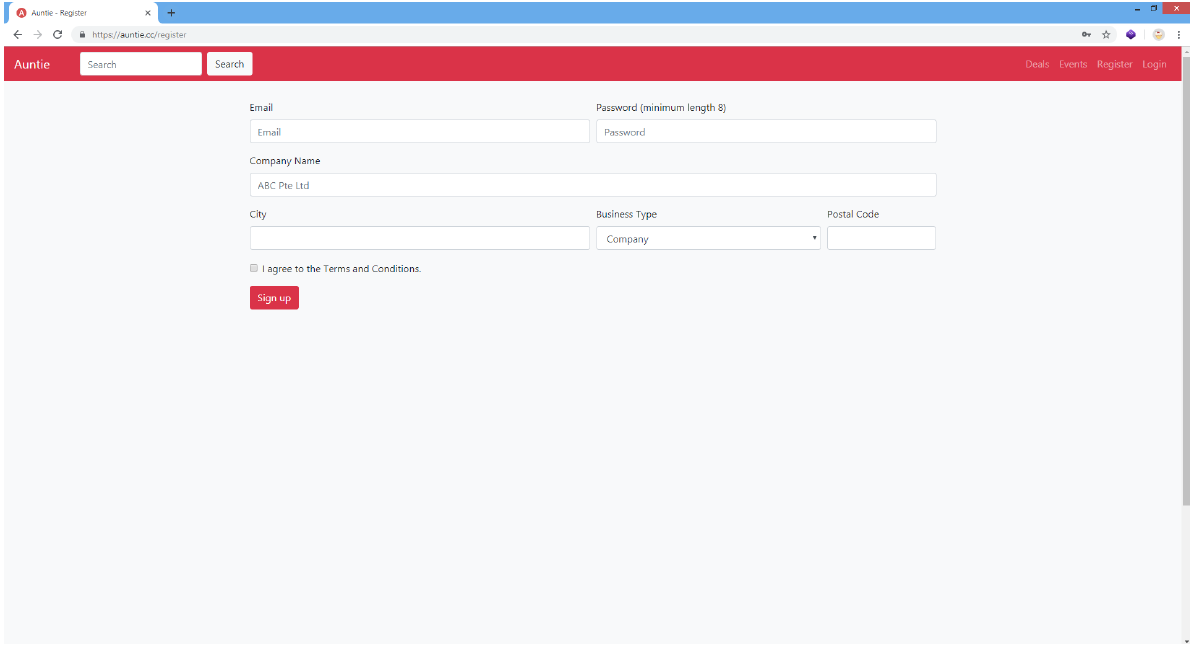 Auntie - Register
https://auntie.cc/register
Auntie Search Search Deals Events Register Login
Email Password (minimum length 8)
Email Password
Company Name
ABC Pte Ltd
City Business Type Postal Code
Company
I agree to the Terms and Conditions.
Sign up